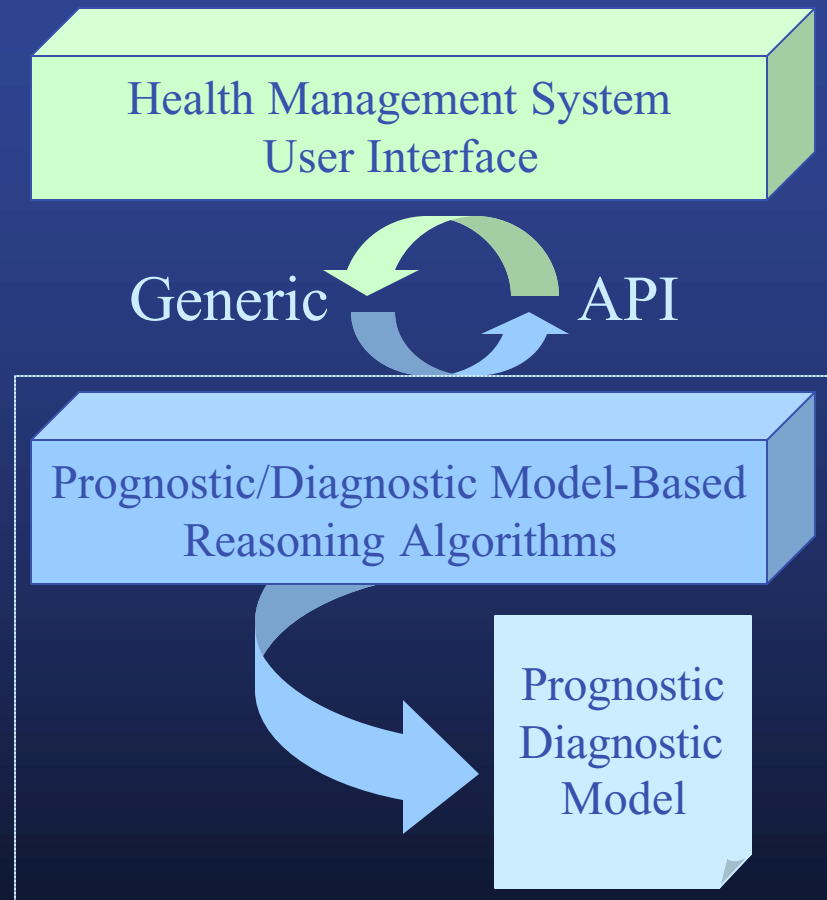 Health Management System
User Interface
Generic API
Prognostic/Diagnostic Model-Based
Reasoning Algorithms
Prognostic
Diagnostic
Model